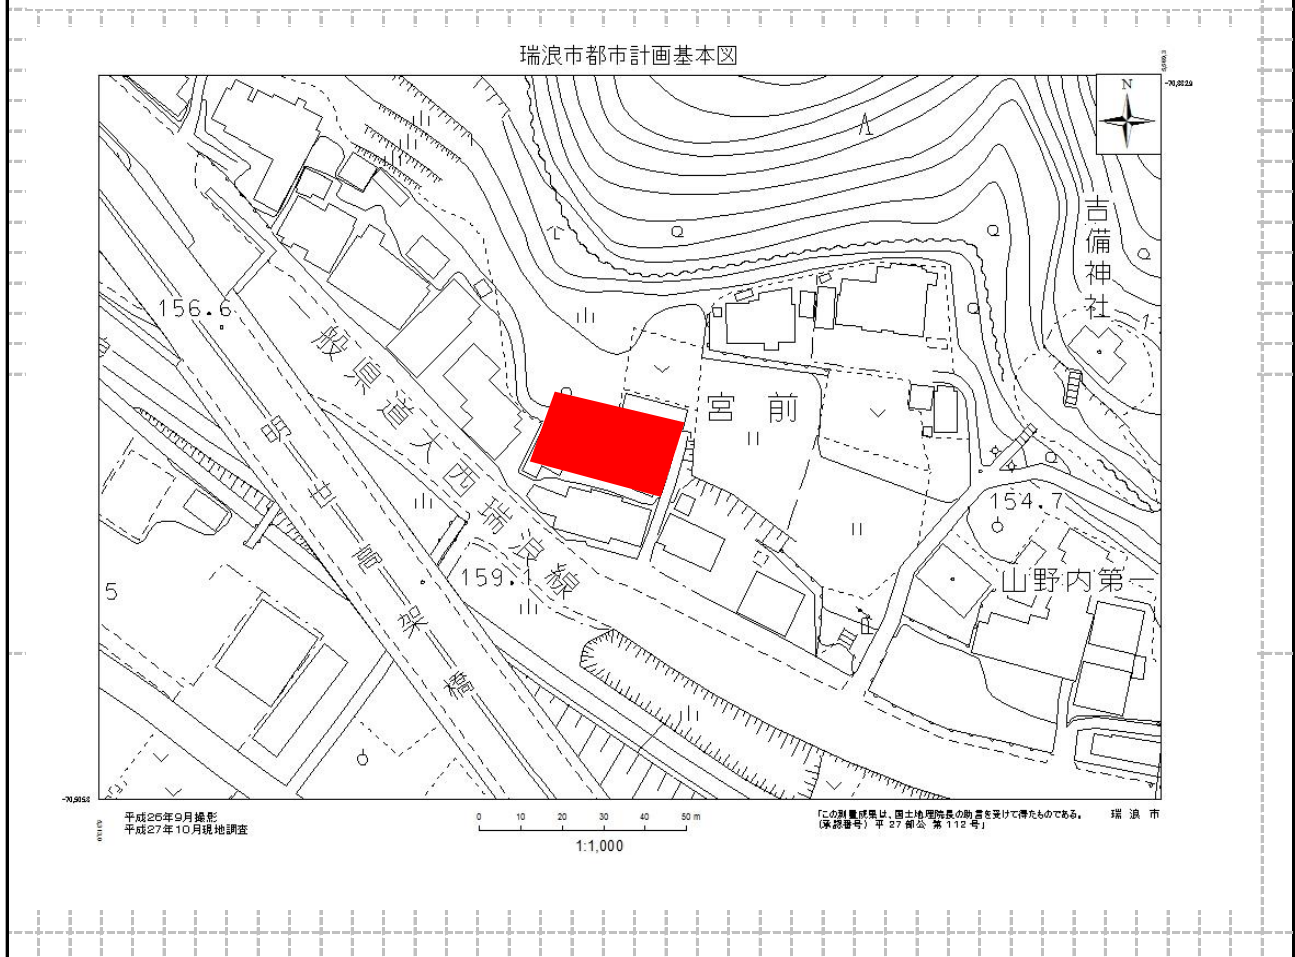 瑞浪市都市計画基本図
N
吉備神社
156.6
一般県道大西瑞浪線
宮前
154.7
159.1
山野内第一
5
高架橋
平成26年9月撮影
平成27年10月現地調査
0 10 20 30 40 50 m
1:1,000
「この測量成果は、国土地理院長の助言を受けて得たものである。
(承認番号) 平 27 部公 第 112 号」
瑞浪市